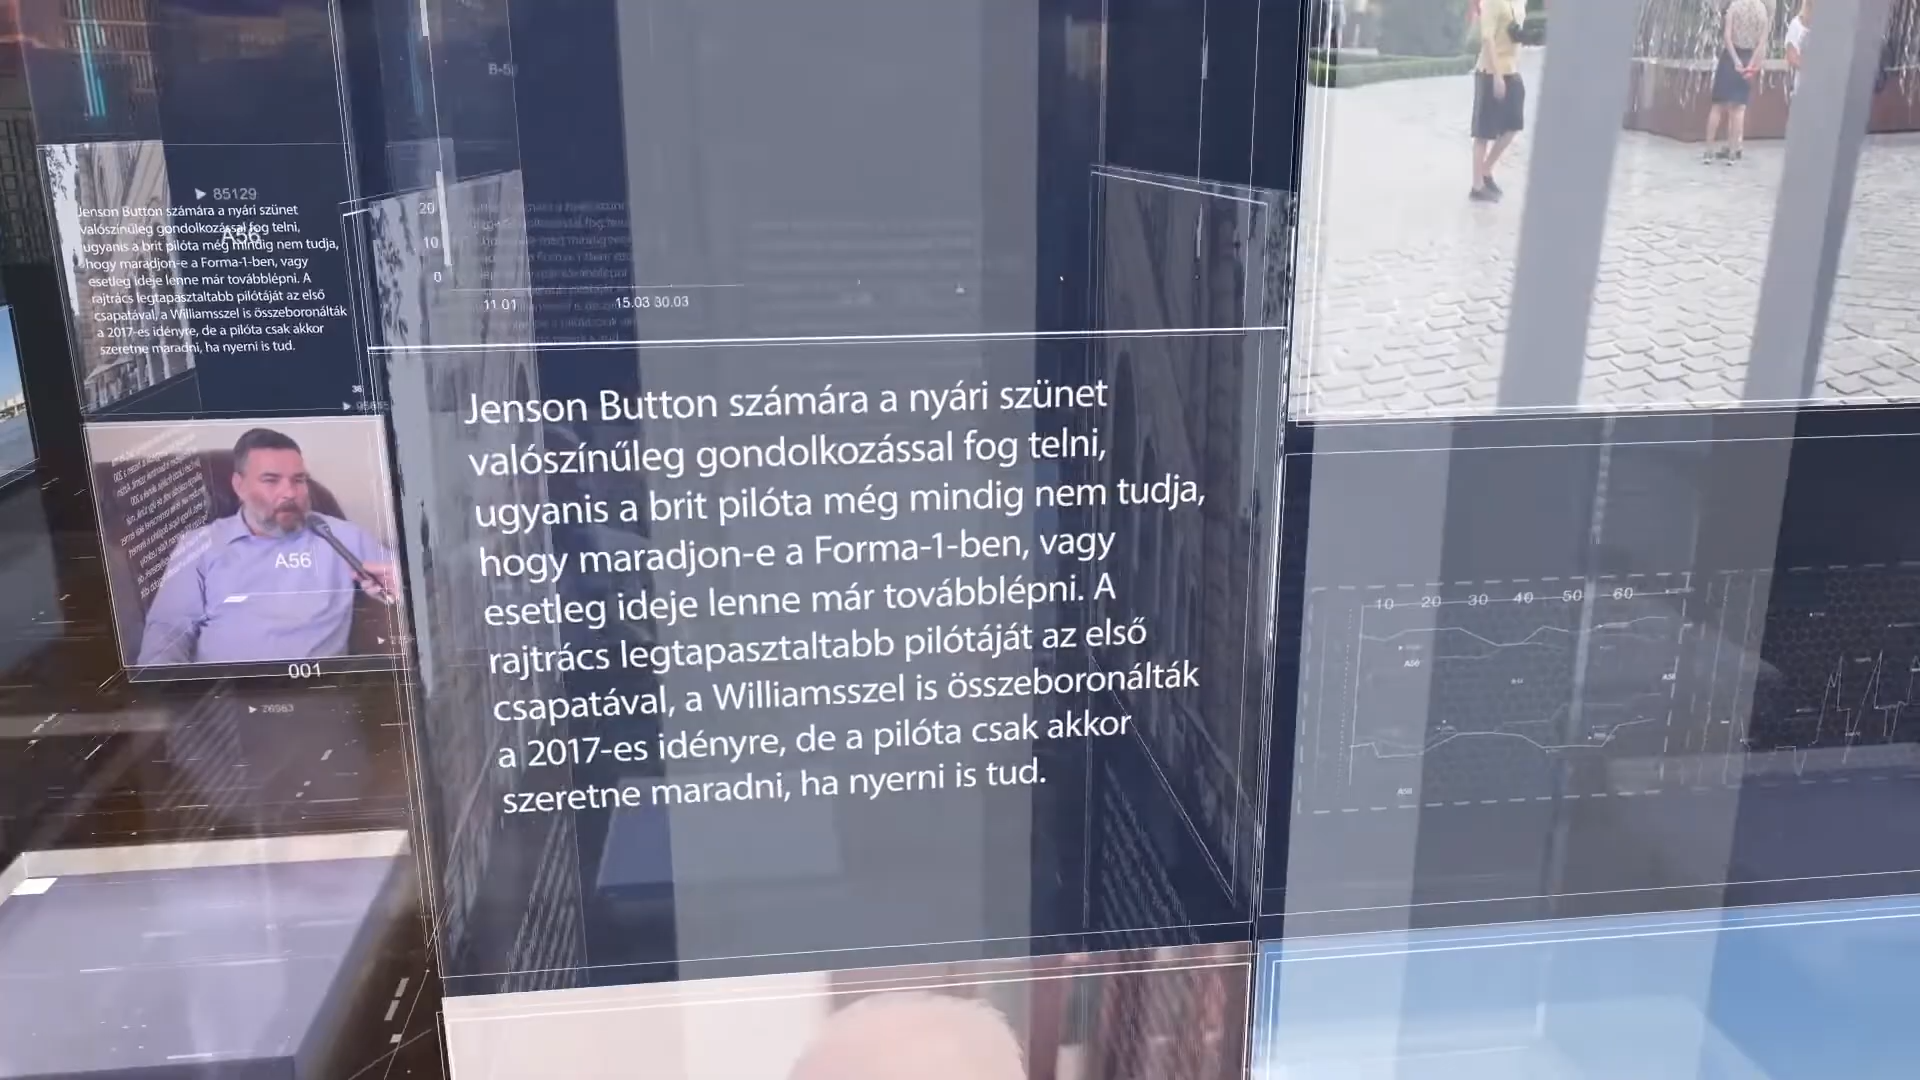 B-5
▶ 85129
A56
Jenson Button számára a nyári szünet
valószínűleg gondolkozással fog telni,
ugyanis a brit pilóta még mindig nem tudja,
hogy maradjon-e a Forma-1-ben, vagy
esetleg ideje lenne már továbblépni. A
rajtrács legtapasztaltabb pilótáját az első
csapatával, a Williamsszel is összeboronálták
a 2017-es idényre, de a pilóta csak akkor
szeretne maradni, ha nyerni is tud.
20
10
0
11 01
15.03 30.03
Jenson Button számára a nyári szünet
valószínűleg gondolkozással fog telni,
ugyanis a brit pilóta még mindig nem tudja,
hogy maradjon-e a Forma-1-ben, vagy
esetleg ideje lenne már továbblépni. A
rajtrács legtapasztaltabb pilótáját az első
csapatával, a Williamsszel is összeboronálták
a 2017-es idényre, de a pilóta csak akkor
szeretne maradni, ha nyerni is tud.
A56
001
▶ 76963
10 20 30 40 50 60